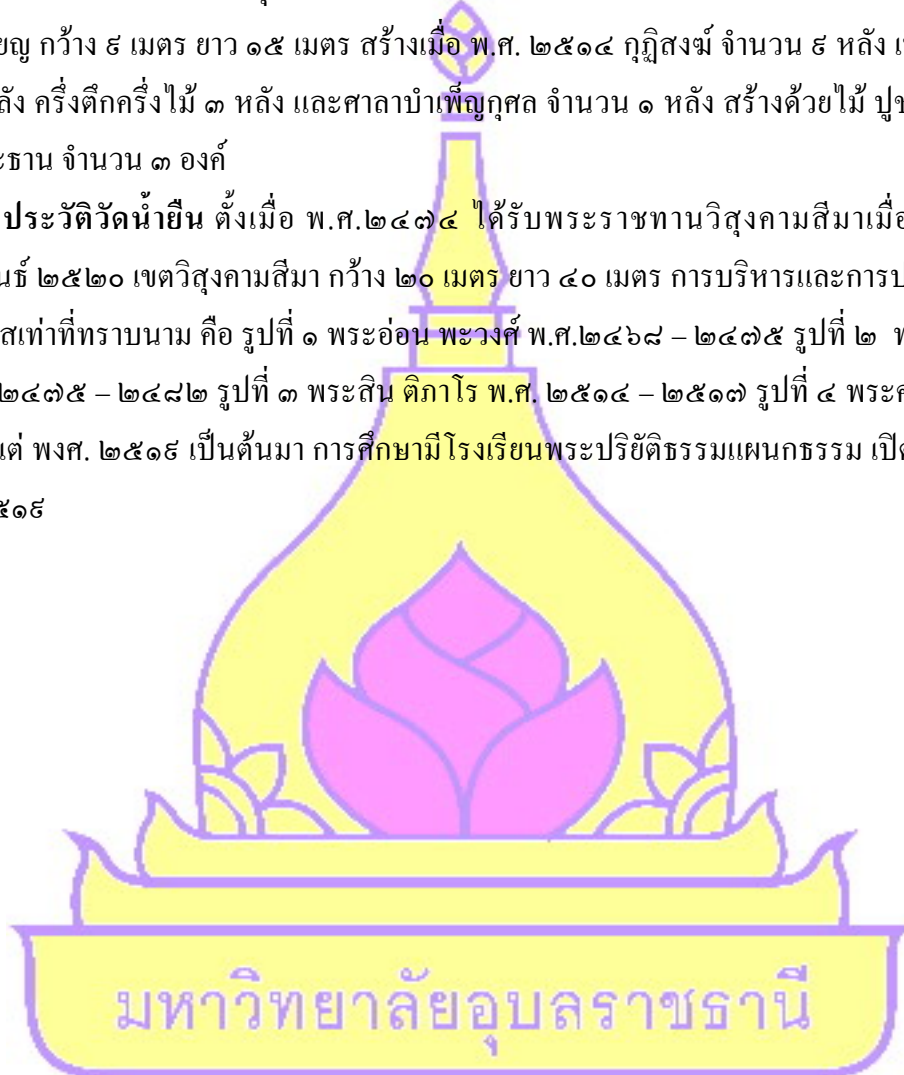 ยญ กว้าง ๙ เมตร ยาว ๑๕ เมตร สร้างเมื่อ พ.ศ. ๒๕๑๔ กุฏิสงฆ์ จำนวน ๙ หลัง
ลัง ครึ่งตึกครึ่งไม้ ๓ หลัง และศาลาบำเพ็ญกุศล จำนวน ๑ หลัง สร้างด้วยไม้
ะธาน จำนวน ๓ องค์
ประวัติวัดน้ำยืน ตั้งเมื่อ พ.ศ.๒๔๗๔ ได้รับพระราชทานวิสุงคามสีมาเมื่อ
นธ์ ๒๕๒๐ เขตวิสุงคามสีมา กว้าง ๒๐ เมตร ยาว ๔๐ เมตร การบริหารและการป
สเท่าที่ทราบนาม คือ รูปที่ ๑ พระอ่อน พะวงศ์ พ.ศ.๒๔๖๘ – ๒๔๗๕ รูปที่ ๒ พ
๒๔๗๕ – ๒๔๘๒ รูปที่ ๓ พระสิน ติภาโร พ.ศ. ๒๕๑๔ – ๒๕๑๗ รูปที่ ๔ พระค
แต่ พงศ. ๒๕๑๙ เป็นต้นมา การศึกษามีโรงเรียนพระปริยัติธรรมแผนกธรรม เปิด
๕๑๙
มหาวิทยาลัยอุบลราชธานี